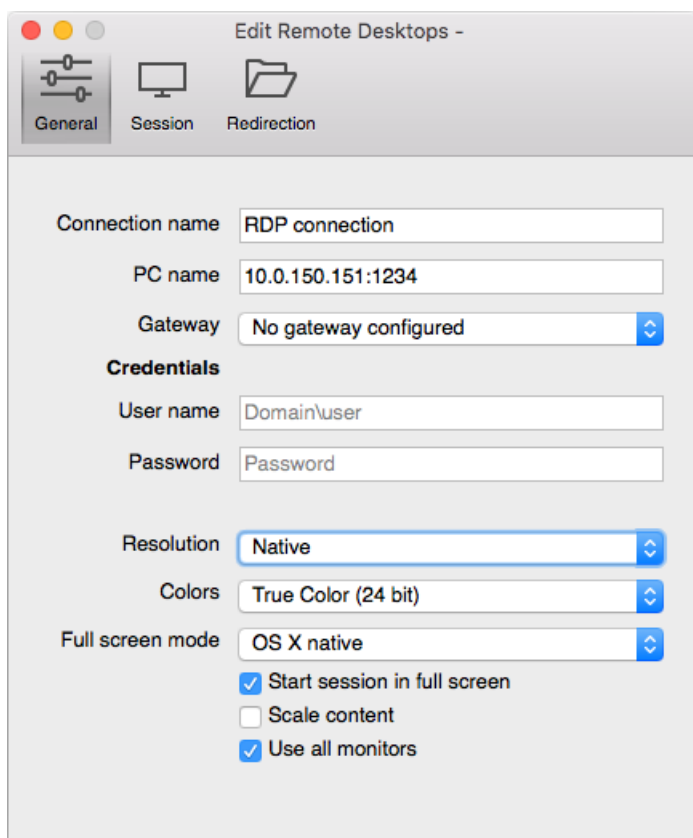 Edit Remote Desktops -
General Session Redirection
Connection name RDP connection
PC name 10.0.150.151:1234
Gateway No gateway configured
Credentials
User name Domain\user
Password Password
Resolution Native
Colors True Color (24 bit)
Full screen mode OS X native
Start session in full screen
Scale content
Use all monitors